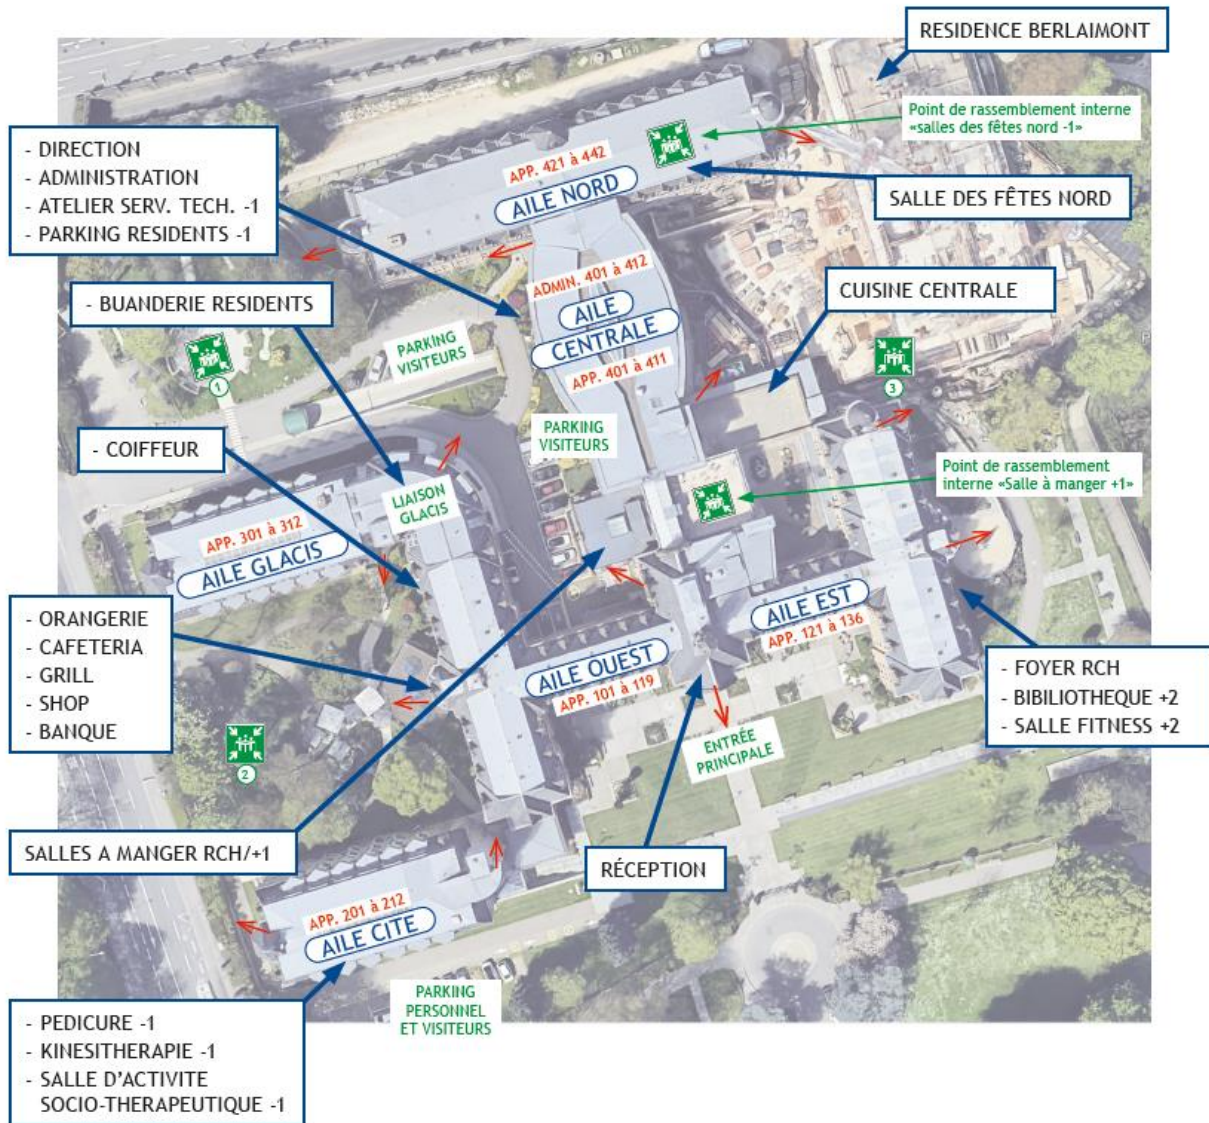 RESIDENCE BERLAIMONT
Point de rassemblement interne
«salles des fêtes nord -1»
- DIRECTION
- ADMINISTRATION
- ATELIER SERV. TECH. -1
- PARKING RESIDENTS -1
APP. 421 à 442
AILE NORD
SALLE DES FÊTES NORD
- BUANDERIE RESIDENTS
ADMIN. 401 à 412
AILE
CENTRALE
APP. 401 à 411
CUISINE CENTRALE
PARKING
VISITEURS
1
3
PARKING
VISITEURS
- COIFFEUR
Point de rassemblement
interne «Salle à manger +1»
LIAISON
GLACIS
APP. 301 à 312
AILE GLACIS
- ORANGERIE
- CAFETERIA
- GRILL
- SHOP
- BANQUE
AILE EST
APP. 121 à 136
AILE OUEST
APP. 101 à 119
- FOYER RCH
- BIBILIOTHEQUE +2
- SALLE FITNESS +2
ENTRÉE
PRINCIPALE
2
SALLES A MANGER RCH/+1
RÉCEPTION
APP. 201 à 212
AILE CITE
PARKING
PERSONNEL
ET VISITEURS
- PEDICURE -1
- KINESITHERAPIE -1
- SALLE D'ACTIVITE
SOCIO-THERAPEUTIQUE -1